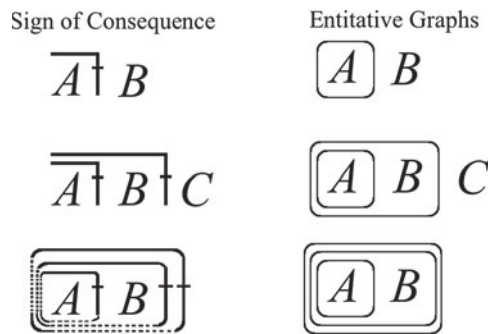 Sign of Consequence Entitative Graphs
A B A B
A B C A B C
A B A B